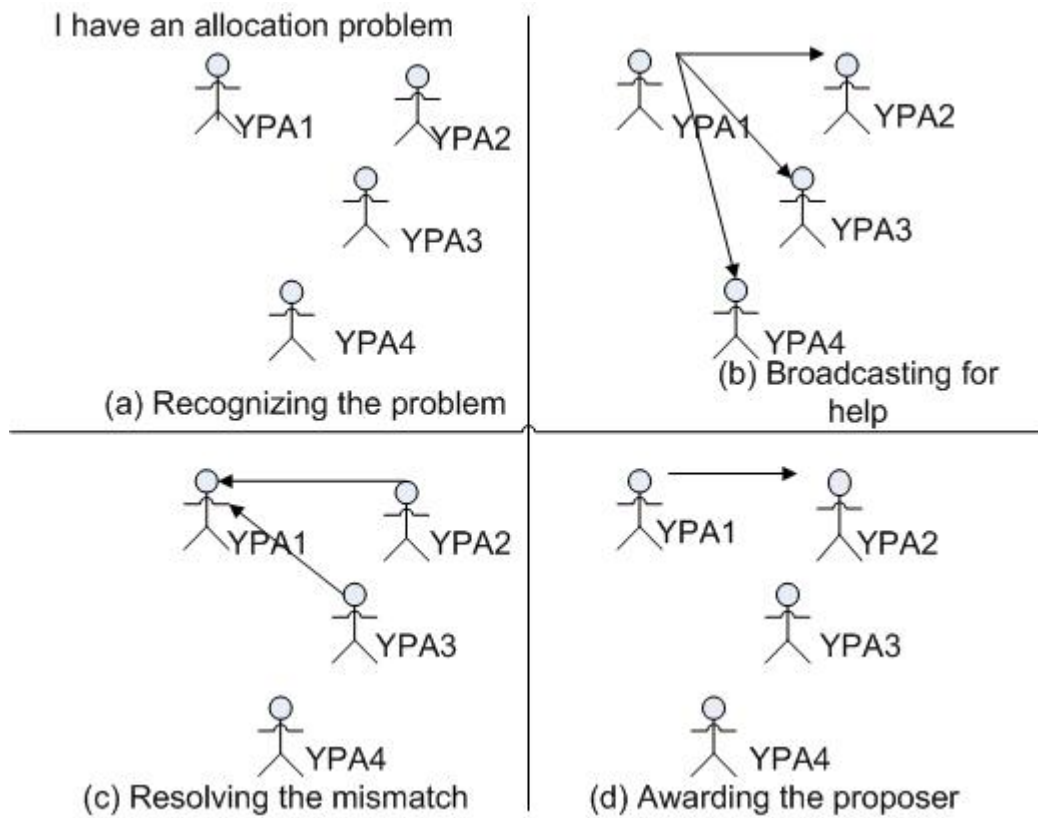 I have an allocation problem
YPA1
YPA2
YPA3
YPA4
(a) Recognizing the problem
YPA1
YPA2
YPA3
YPA4
(b) Broadcasting for
help
YPA1
YPA2
YPA3
YPA4
(c) Resolving the mismatch
YPA1
YPA2
YPA3
YPA4
(d) Awarding the proposer